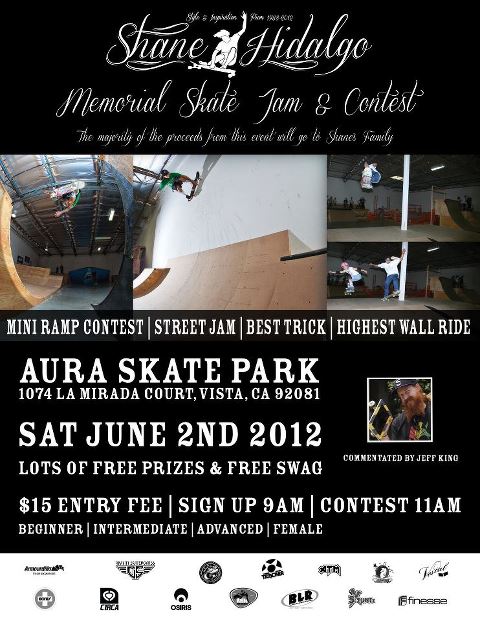 Style & Inspiration From 1988-2012
Shane Hidalgo
Memorial Skate Jam & Contest
The majority of the proceeds from this event will go to Shane's Family
MINI RAMP CONTEST | STREET JAM | BEST TRICK | HIGHEST WALL RIDE
AURA SKATE PARK
1074 LA MIRADA COURT, VISTA, CA 92081
SAT JUNE 2ND 2012
LOTS OF FREE PRIZES & FREE SWAG
COMMENTATED BY JEFF KING
$15 ENTRY FEE | SIGN UP 9AM | CONTEST 11AM
BEGINNER | INTERMEDIATE | ADVANCED | FEMALE
THEEVE
CIRCA
OSIRIS
BLR
finesse